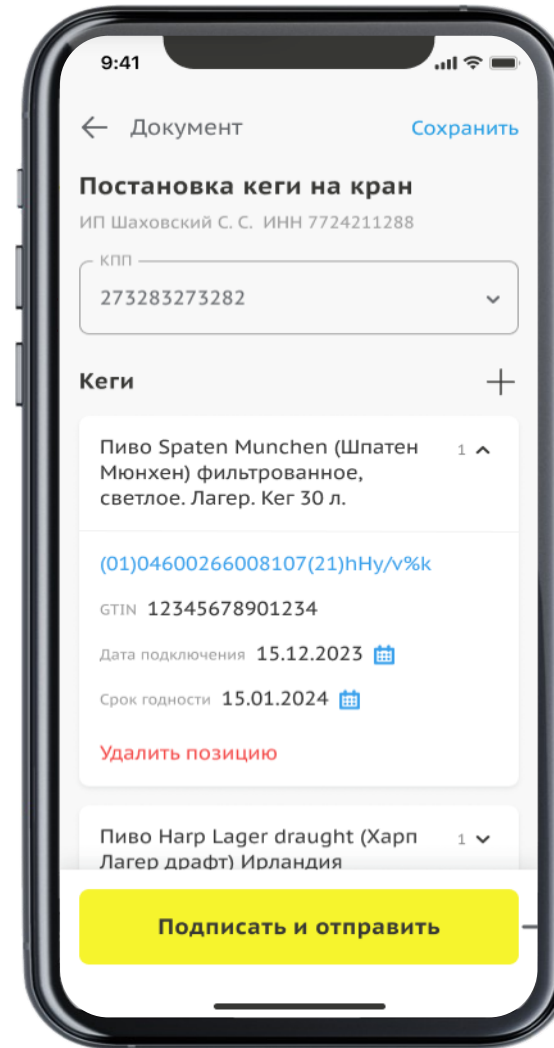 9:41
Документ
Сохранить
Постановка кеги на кран
ИП Шаховский С. С. ИНН 7724211288
КПП
273283273282
Кеги
Пиво Spaten Munchen (Шпатен 1
Мюнхен) фильтрованное,
светлое. Лагер. Кег 30 л.
(01)04600266008107(21)hHy/v%k
GTIN 12345678901234
Дата подключения 15.12.2023
Срок годности 15.01.2024
Удалить позицию
Пиво Harp Lager draught (Харп 1
Лагер драфт) Ирландия
Подписать и отправить